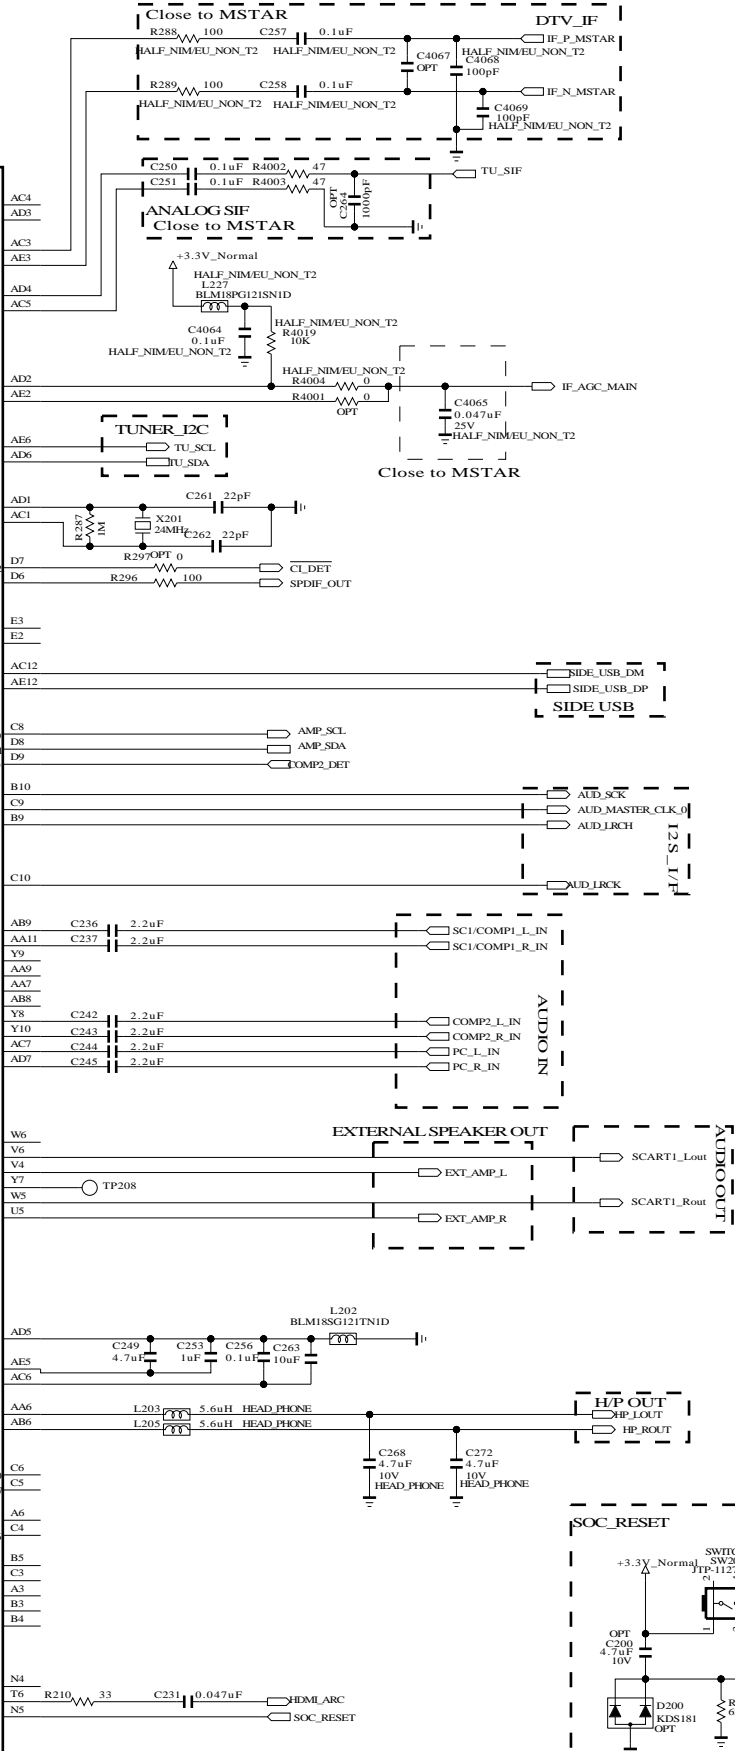 Close to MSTAR
DTV_IF
R288 100 C257 0.1uF
IF_P_MSTAR
HALF_NIM/EU_NON_T2 HALF_NIM/EU_NON_T2 HALF_NIM/EU_NON_T2
C4067
OPT
C4068
100pF
R289 100 C258 0.1uF
IF_N_MSTAR
HALF_NIM/EU_NON_T2 HALF_NIM/EU_NON_T2
C4069
100pF
HALF_NIM/EU_NON_T2
C250 0.1uF R4002 47
TU_SIF
C251 0.1uF R4003 47
OPT
C264
1000pF
ANALOG SIF
Close to MSTAR
AC4
AD3
AC3
AE3
AD4
AC5
+3.3V_Normal
HALF_NIM/EU_NON_T2
L227
BLM18PG121SN1D
C4064
0.1uF
HALF_NIM/EU_NON_T2
HALF_NIM/EU_NON_T2
R4019
10K
HALF_NIM/EU_NON_T2
AD2 R4004 0 IF_AGC_MAIN
AE2 R4001 0
OPT
C4065
0.047uF
25V
HALF_NIM/EU_NON_T2
Close to MSTAR
TUNER_I2C
AE6 TU_SCL
AD6 TU_SDA
AD1 C261 22pF
AC1
R287
1M
X201
24MHz
C262 22pF
D7 R297 OPT 0 CI_DET
D6 R296 100 SPDIF_OUT
E3
E2
AC12 SIDE_USB_DM
AE12 SIDE_USB_DP
SIDE USB
C8 AMP_SCL
D8 AMP_SDA
D9 COMP2_DET
B10 AUD_SCK
C9 AUD_MASTER_CLK_0
B9 AUD_LRCH
I2S_I/F
C10 AUD_LRCK
AB9 C236 2.2uF SC1/COMP1_L_IN
AA11 C237 2.2uF SC1/COMP1_R_IN
Y9
AA9
AA7
AB8
Y8 C242 2.2uF COMP2_L_IN
Y10 C243 2.2uF COMP2_R_IN
AC7 C244 2.2uF PC_L_IN
AD7 C245 2.2uF PC_R_IN
AUDIO IN
EXTERNAL SPEAKER OUT
W6
V6 SCART1_Lout
V4 EXT_AMP_L
Y7 TP208
W5 SCART1_Rout
U5 EXT_AMP_R
AUDIO OUT
L202
BLM18SG121TN1D
AD5
C249
4.7uF
C253
1uF
C256
0.1uF
C263
10uF
AE5
AC6
H/P OUT
AA6 L203 5.6uH HEAD_PHONE HP_LOUT
AB6 L205 5.6uH HEAD_PHONE HP_ROUT
C268
4.7uF
10V
HEAD_PHONE
C272
4.7uF
10V
HEAD_PHONE
C6
C5
A6
C4
B5
C3
A3
B3
B4
SOC_RESET
+3.3V_Normal
2
1
OPT
C200
4.7uF
10V
D200
KDS181
OPT
N4
T6 R210 33 C231 0.047uF HDMI_ARC
N5 SOC_RESET